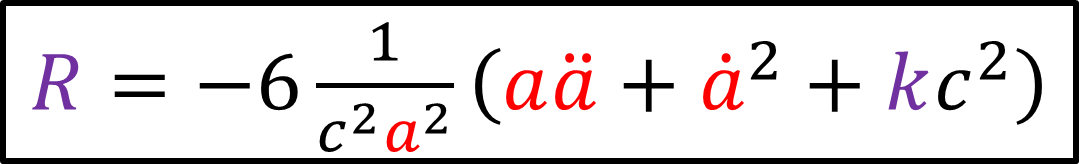 R = −6 1/(c²a²) (aä + ȧ² + kc²)